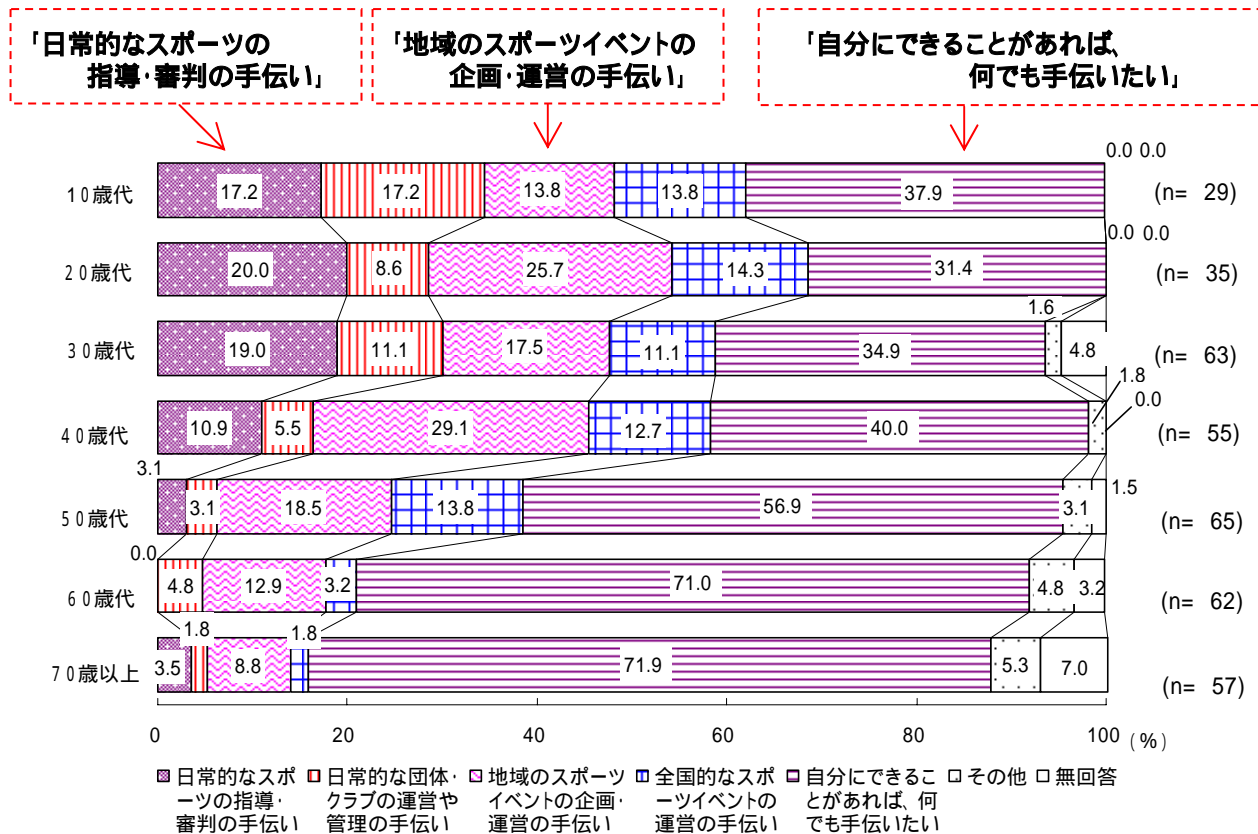 「日常的なスポーツの
指導・審判の手伝い」
「地域のスポーツイベントの
企画・運営の手伝い」
「自分にできることがあれば、
何でも手伝いたい」
0.0 0.0
10歳代 17.2 17.2 13.8 13.8 37.9 (n= 29)
0.0 0.0
20歳代 20.0 8.6 25.7 14.3 31.4 (n= 35)
1.6
30歳代 19.0 11.1 17.5 11.1 34.9 4.8 (n= 63)
1.8
0.0
40歳代 10.9 5.5 29.1 12.7 40.0 (n= 55)
3.1
1.5
50歳代 3.1 18.5 13.8 56.9 3.1 (n= 65)
0.0
60歳代 4.8 12.9 3.2 71.0 4.8 3.2 (n= 62)
1.8 1.8
70歳以上 3.5 8.8 71.9 5.3 7.0 (n= 57)
0 20 40 60 80 100 (%)
日常的なスポ
ーツの指導・
審判の手伝い
日常的な団体・
クラブの運営や
管理の手伝い
地域のスポーツ
イベントの企画・
運営の手伝い
全国的なスポ
ーツイベントの
運営の手伝い
自分にできるこ
とがあれば、何
でも手伝いたい
その他
無回答